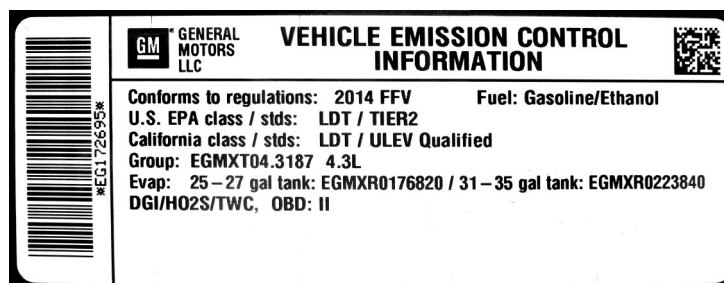 *EG172695*
GM GENERAL
MOTORS
LLC
VEHICLE EMISSION CONTROL
INFORMATION
Conforms to regulations: 2014 FFV Fuel: Gasoline/Ethanol
U.S. EPA class / stds: LDT / TIER2
California class / stds: LDT / ULEV Qualified
Group: EGMXT04.3187 4.3L
Evap: 25-27 gal tank: EGMXR0176820 / 31-35 gal tank: EGMXR0223840
DGI/HO2S/TWC, OBD: II